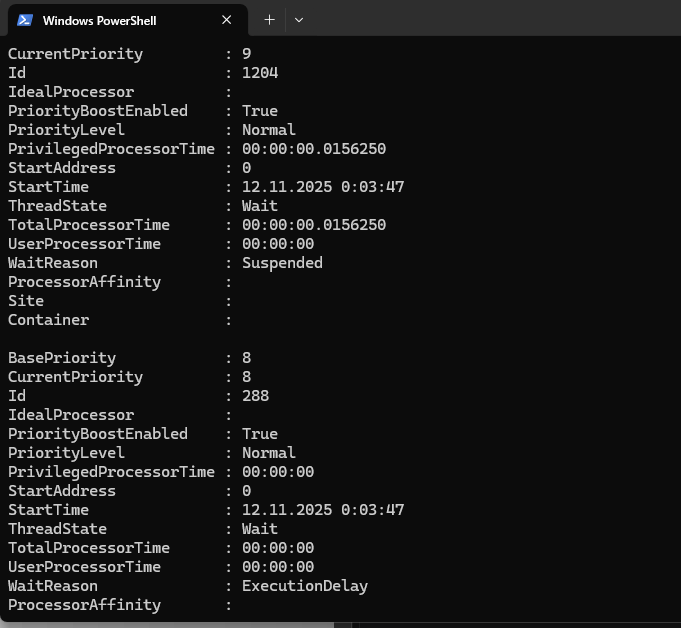 Windows PowerShell
CurrentPriority : 9
Id : 1204
IdealProcessor :
PriorityBoostEnabled : True
PriorityLevel : Normal
PrivilegedProcessorTime : 00:00:00.0156250
StartAddress : 0
StartTime : 12.11.2025 0:03:47
ThreadState : Wait
TotalProcessorTime : 00:00:00.0156250
UserProcessorTime : 00:00:00
WaitReason : Suspended
ProcessorAffinity :
Site :
Container :
BasePriority : 8
CurrentPriority : 8
Id : 288
IdealProcessor :
PriorityBoostEnabled : True
PriorityLevel : Normal
PrivilegedProcessorTime : 00:00:00
StartAddress : 0
StartTime : 12.11.2025 0:03:47
ThreadState : Wait
TotalProcessorTime : 00:00:00
UserProcessorTime : 00:00:00
WaitReason : ExecutionDelay
ProcessorAffinity :